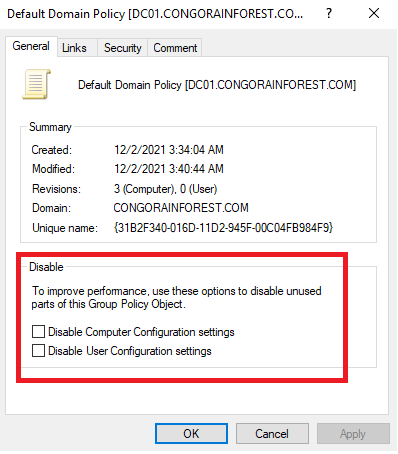 Default Domain Policy [DC01.CONGORAINFOREST.CO...
General Links Security Comment
Default Domain Policy [DC01.CONGORAINFOREST.COM]
Summary
Created: 12/2/2021 3:34:04 AM
Modified: 12/2/2021 3:40:44 AM
Revisions: 3 (Computer), 0 (User)
Domain: CONGORAINFOREST.COM
Unique name: {31B2F340-016D-11D2-945F-00C04FB984F9}
Disable
To improve performance, use these options to disable unused
parts of this Group Policy Object.
Disable Computer Configuration settings
Disable User Configuration settings
OK Cancel Apply